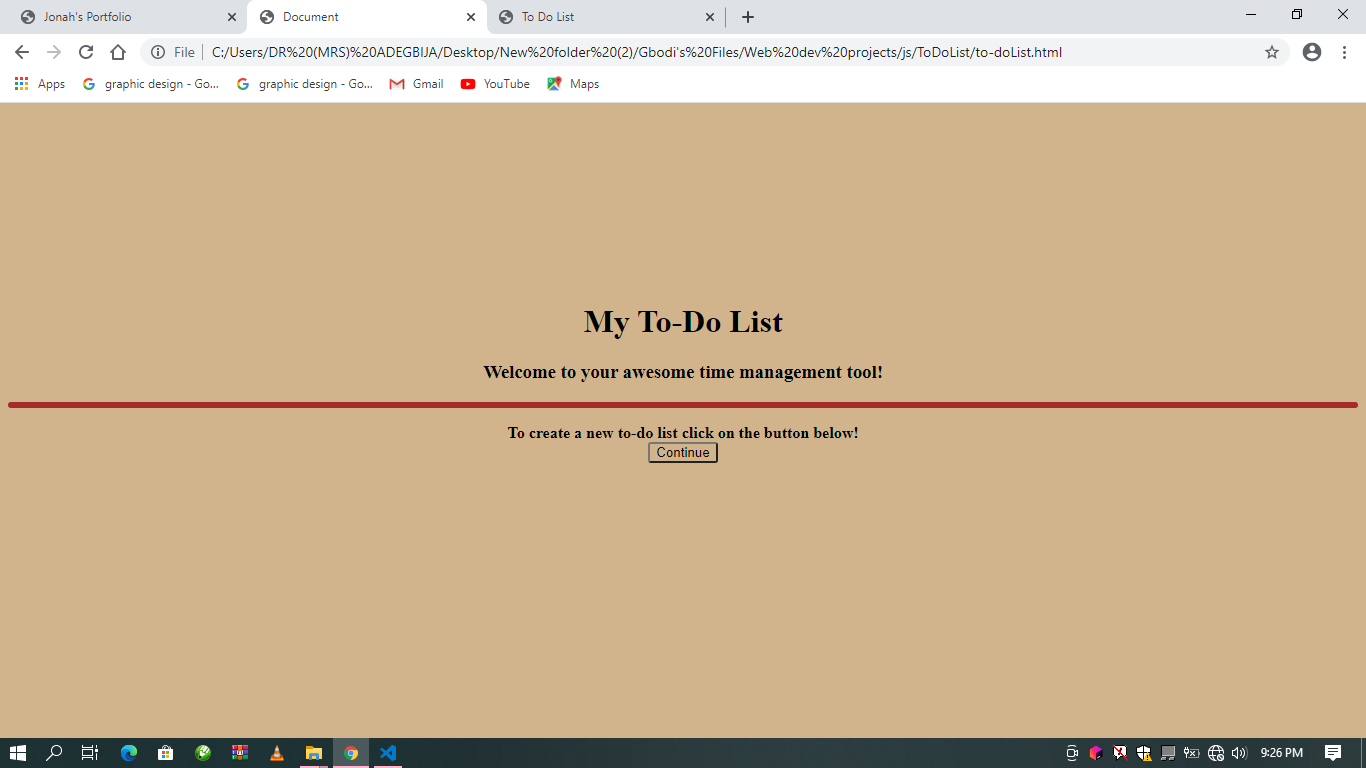 Jonah's Portfolio
Document
To Do List
File
C:/Users/DR%20(MRS)%20ADEGBIJA/Desktop/New%20folder%20(2)/Gbodi's%20Files/Web%20dev%20projects/js/ToDoList/to-doList.html
Apps
graphic design - Go...
graphic design - Go...
Gmail
YouTube
Maps
My To-Do List
Welcome to your awesome time management tool!
To create a new to-do list click on the button below!
Continue
9:26 PM